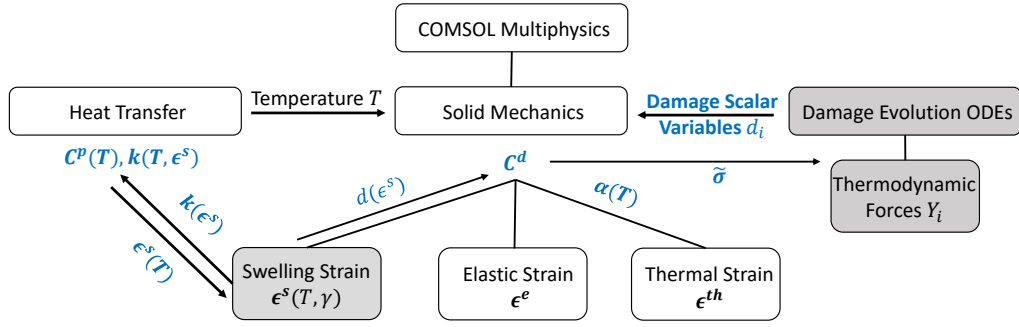 COMSOL Multiphysics
Heat Transfer
Temperature T
Solid Mechanics
Damage Scalar
Variables d_i
Damage Evolution ODEs
C^p(T), k(T, ϵ^s)
C^d
σ̃
Thermodynamic
Forces Y_i
k(ϵ^s)
ϵ^s(T)
d(ϵ^s)
α(T)
Swelling Strain
ϵ^s(T, γ)
Elastic Strain
ϵ^e
Thermal Strain
ϵ^th